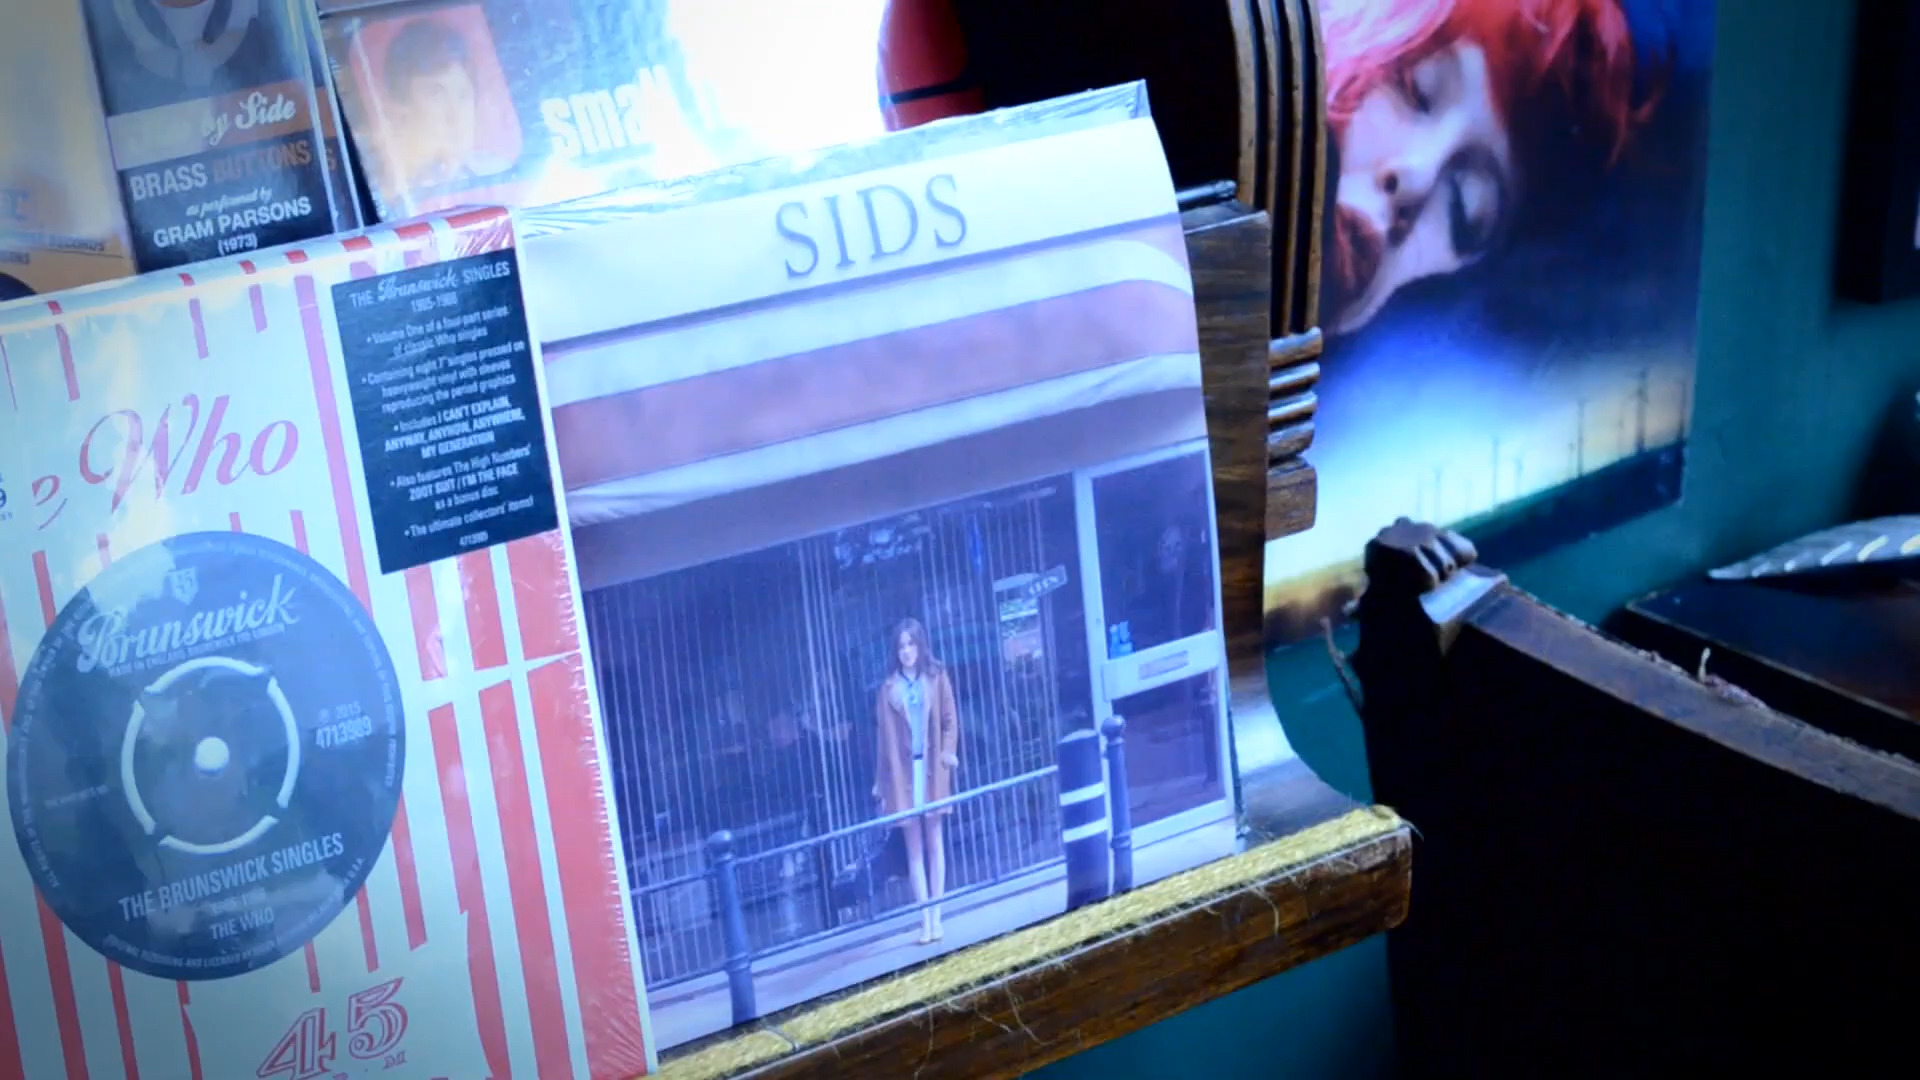 by Side
BRASS BUTTONS
as performed by
GRAM PARSONS
(1973)
small
SIDS
THE Brunswick SINGLES
1965-1966
• Volume One of a four-part series
of classic Who singles
• Containing eight 7" singles pressed on
heavyweight vinyl with sleeves
reproducing the period graphics
• Includes I CAN'T EXPLAIN,
ANYWAY, ANYHOW, ANYWHERE,
MY GENERATION
• Also features The High Numbers'
ZOOT SUIT / I'M THE FACE
as a bonus disc
• The ultimate collectors' items!
4713989
Who
Brunswick
℗ 2015
4713989
THE BRUNSWICK SINGLES
THE WHO
45